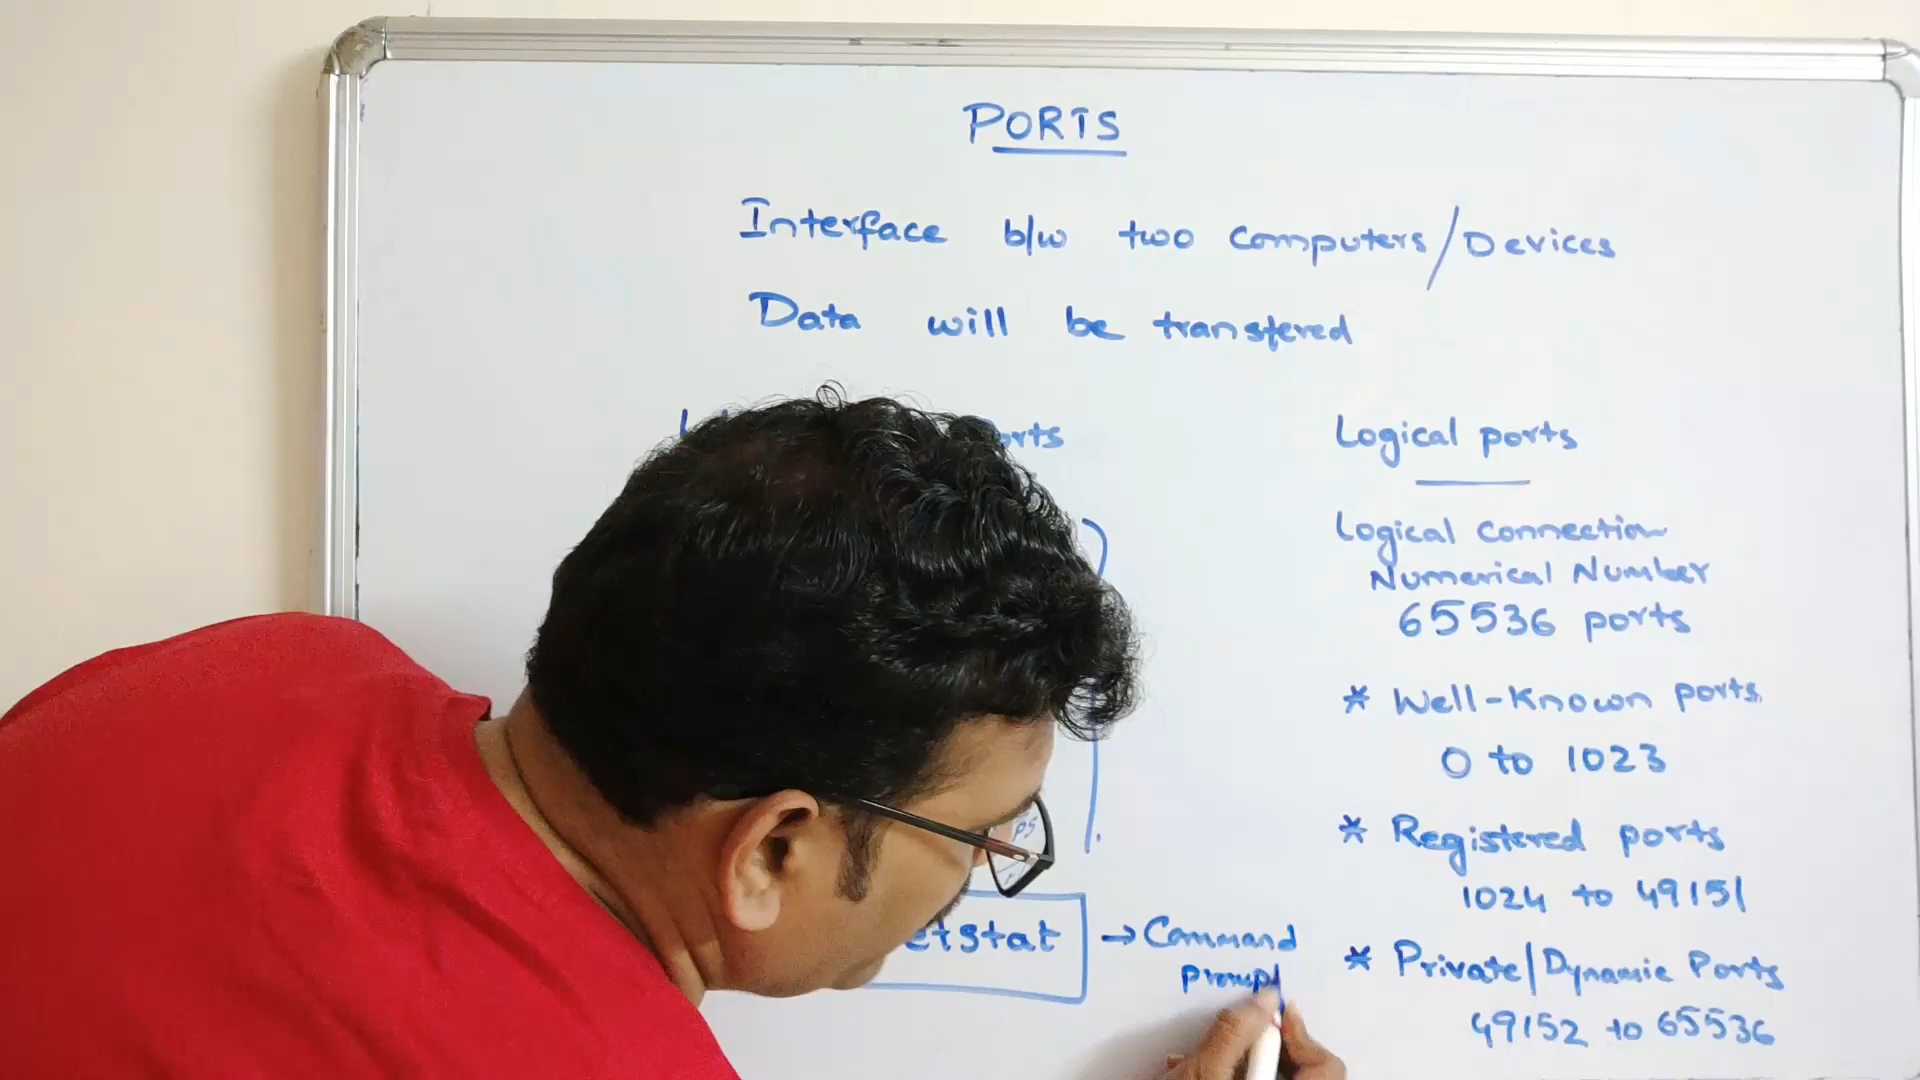 PORTS
Interface b/w two computers/Devices
Data will be transfered
Logical ports
Logical connection
Numerical Number
65536 ports
* Well-Known ports
0 to 1023
* Registered ports
1024 to 49151
* Private/Dynamic Ports
49152 to 65536
etstat → Command
prompt